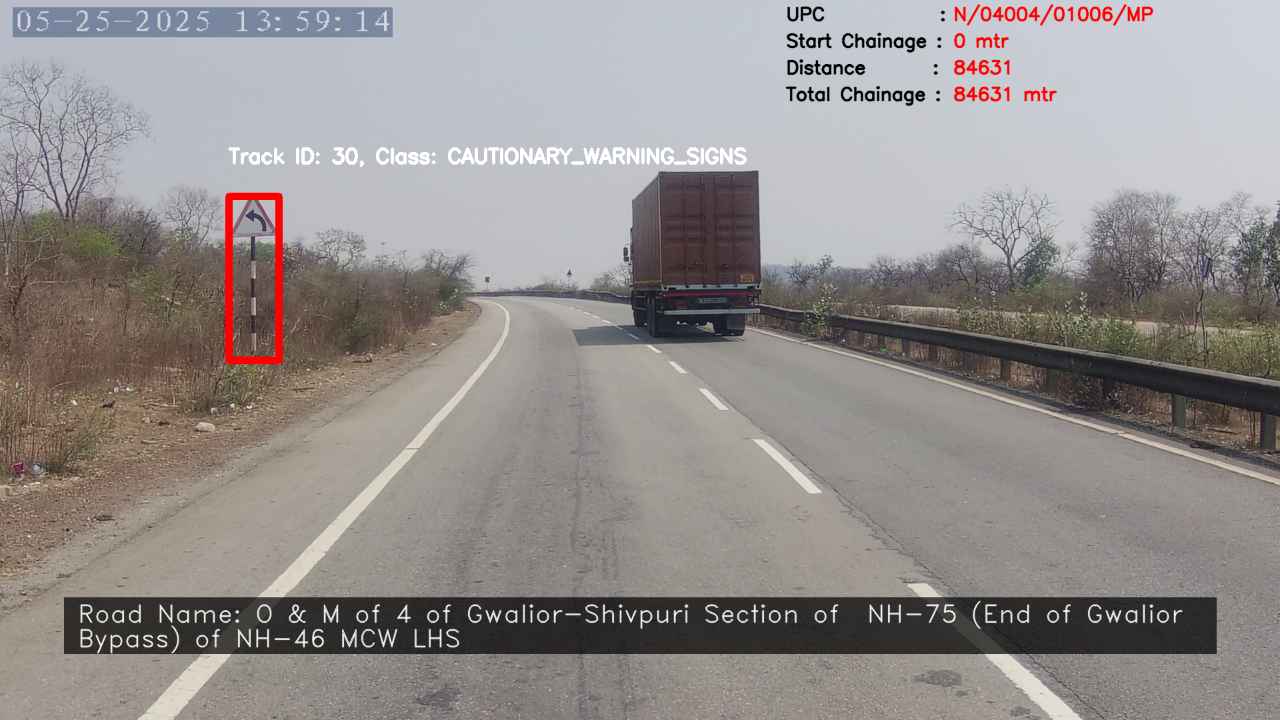 05-25-2025 13:59:14
UPC : N/04004/01006/MP
Start Chainage : 0 mtr
Distance : 84631
Total Chainage : 84631 mtr
Track ID: 30, Class: CAUTIONARY_WARNING_SIGNS
Road Name: O & M of 4 of Gwalior-Shivpuri Section of NH-75 (End of Gwalior
Bypass) of NH-46 MCW LHS